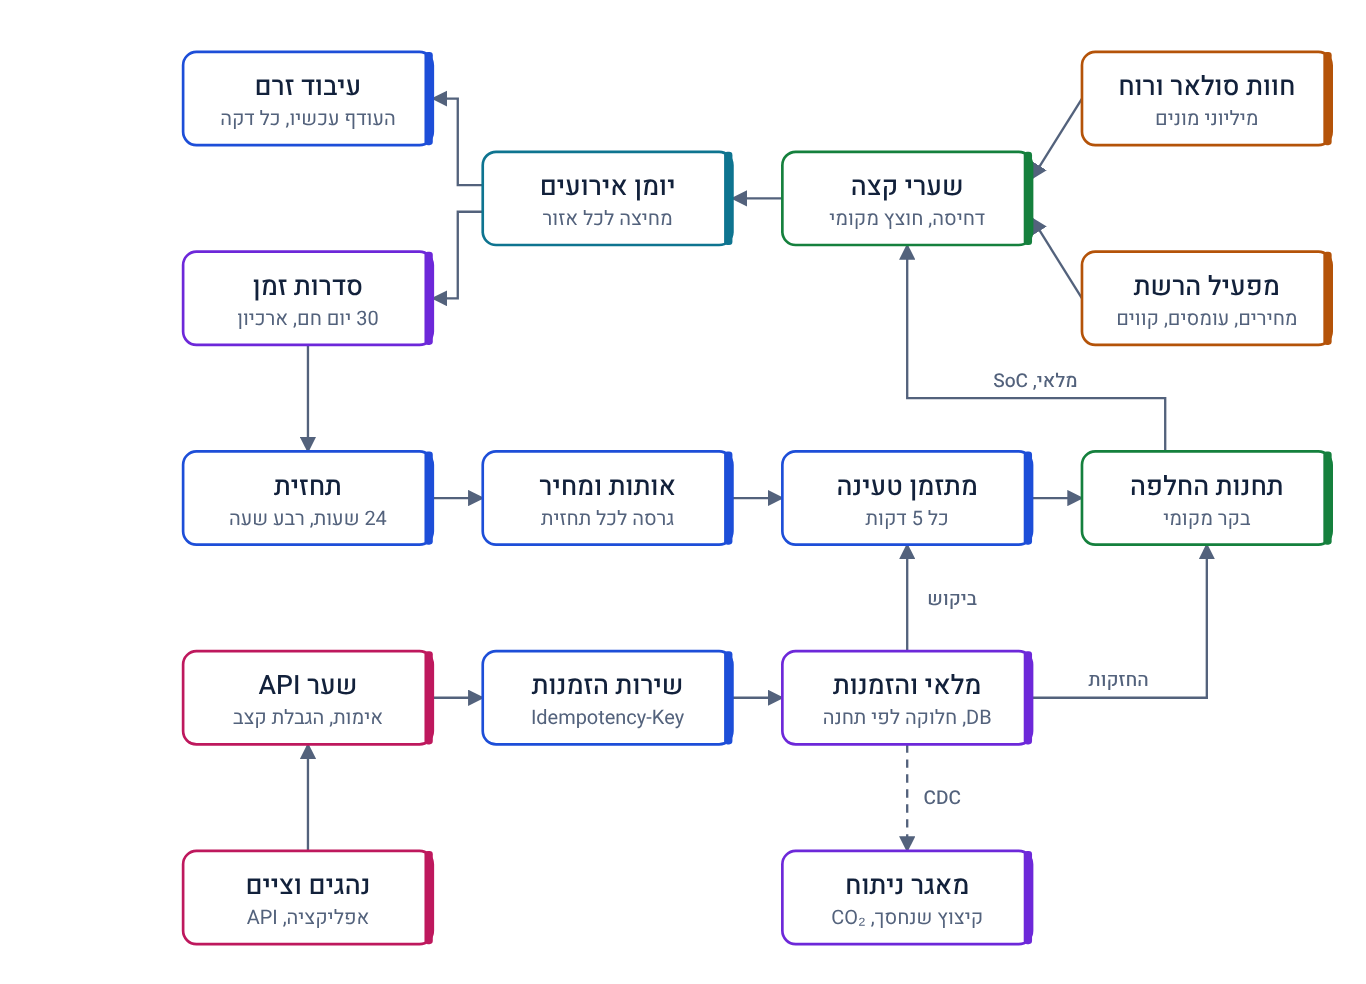 חוות סולאר ורוח
מיליוני מונים
עיבוד זרם
העודף עכשיו, כל דקה
שערי קצה
דחיסה, חוצץ מקומי
יומן אירועים
מחיצה לכל אזור
מפעיל הרשת
מחירים, עומסים, קווים
סדרות זמן
30 יום חם, ארכיון
מלאי, SoC
תחנות החלפה
בקר מקומי
מתזמן טעינה
כל 5 דקות
אותות ומחיר
גרסה לכל תחזית
תחזית
24 שעות, רבע שעה
ביקוש
החזקות
מלאי והזמנות
DB, חלוקה לפי תחנה
שירות הזמנות
Idempotency-Key
שער API
אימות, הגבלת קצב
CDC
מאגר ניתוח
קיצוץ שנחסך, CO₂
נהגים וציים
אפליקציה, API